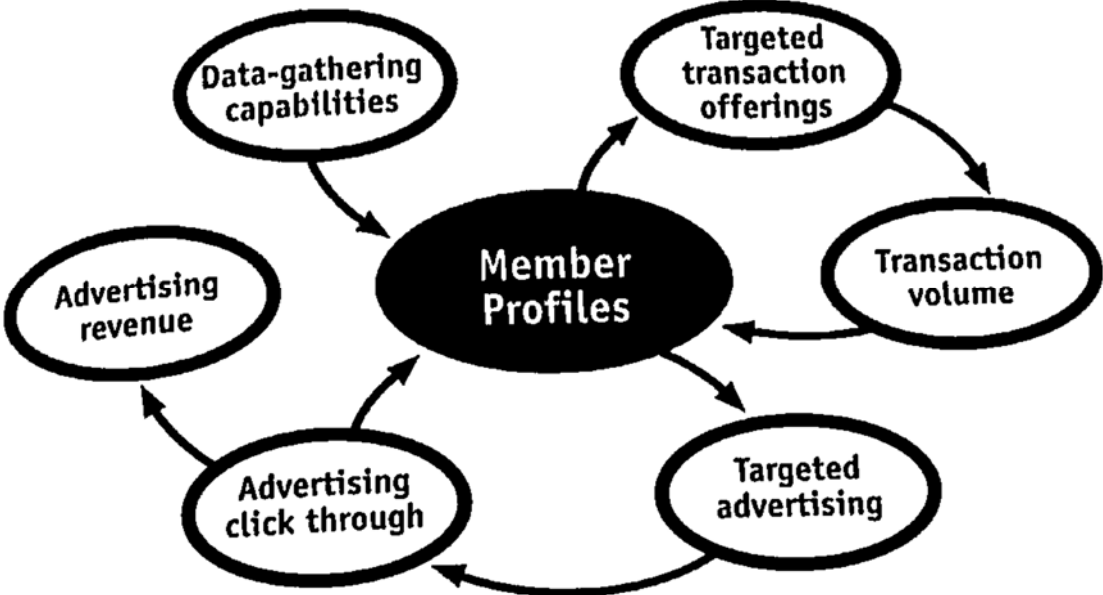 Data-gathering
capabilities
Targeted
transaction
offerings
Member
Profiles
Transaction
volume
Advertising
revenue
Advertising
click through
Targeted
advertising